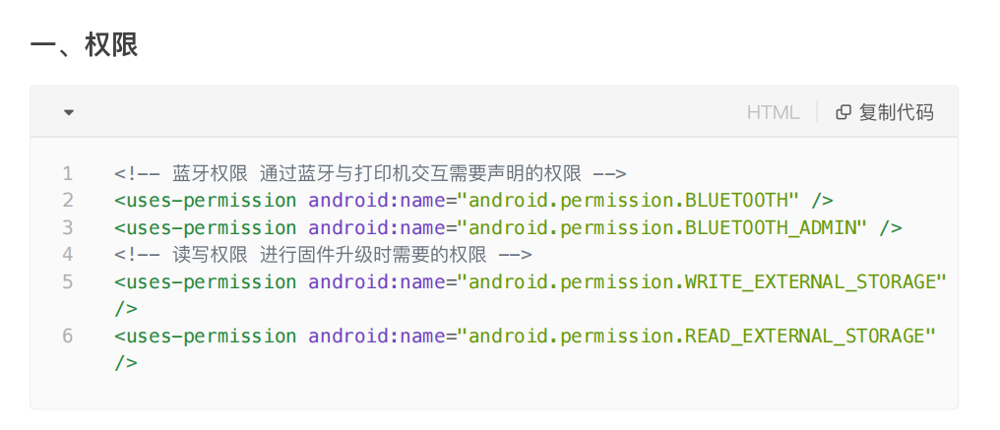 一、权限
HTML 复制代码
1 <!-- 蓝牙权限 通过蓝牙与打印机交互需要声明的权限 -->
2 <uses-permission android:name="android.permission.BLUETOOTH" />
3 <uses-permission android:name="android.permission.BLUETOOTH_ADMIN" />
4 <!-- 读写权限 进行固件升级时需要的权限 -->
5 <uses-permission android:name="android.permission.WRITE_EXTERNAL_STORAGE"
/>
6 <uses-permission android:name="android.permission.READ_EXTERNAL_STORAGE"
/>